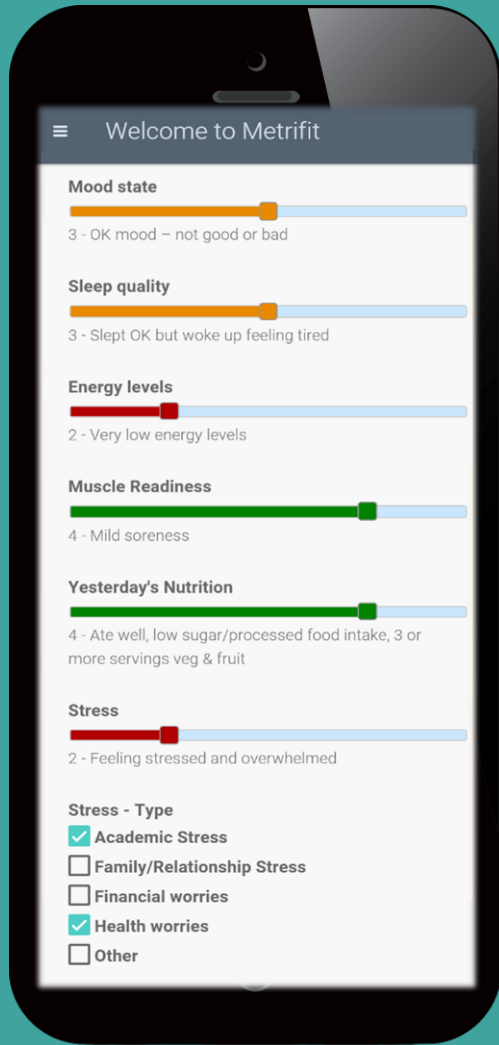 Welcome to Metrifit
Mood state
3 - OK mood – not good or bad
Sleep quality
3 - Slept OK but woke up feeling tired
Energy levels
2 - Very low energy levels
Muscle Readiness
4 - Mild soreness
Yesterday's Nutrition
4 - Ate well, low sugar/processed food intake, 3 or
more servings veg & fruit
Stress
2 - Feeling stressed and overwhelmed
Stress - Type
Academic Stress
Family/Relationship Stress
Financial worries
Health worries
Other